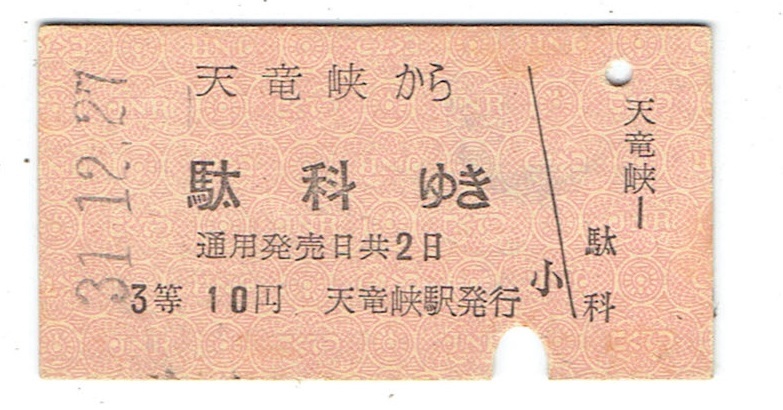 31.12.27
天竜峡から
駄科ゆき
通用発売日共2日
3等 10円 天竜峡駅発行
小
天竜峡ー
駄科